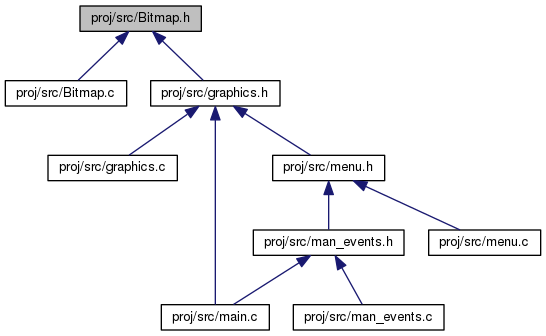 proj/src/Bitmap.h
proj/src/Bitmap.c
proj/src/graphics.h
proj/src/graphics.c
proj/src/menu.h
proj/src/man_events.h
proj/src/menu.c
proj/src/main.c
proj/src/man_events.c